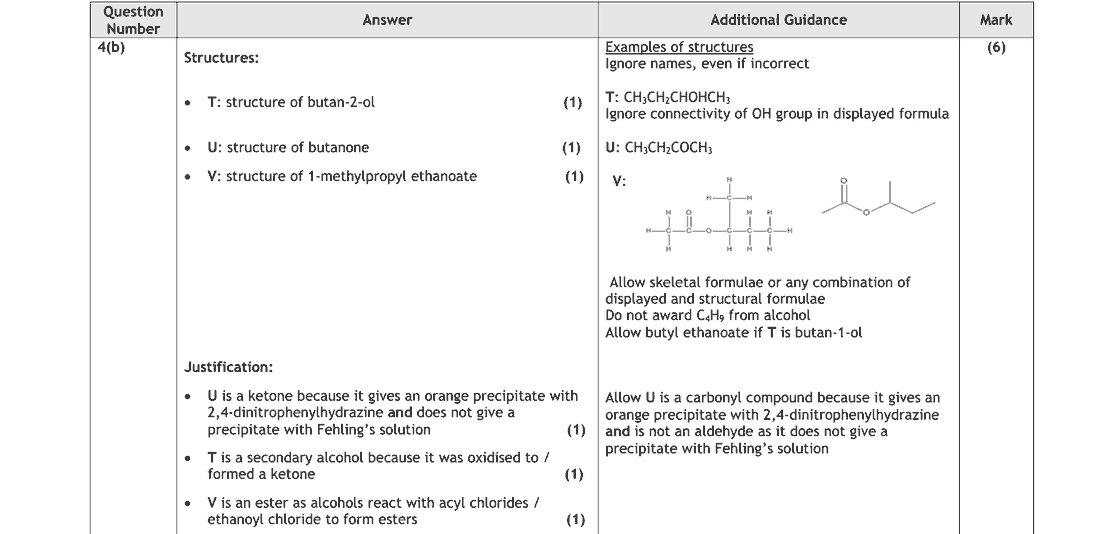 Question Number
Answer
Additional Guidance
Mark
4(b)
Structures:
• T: structure of butan-2-ol (1)
• U: structure of butanone (1)
• V: structure of 1-methylpropyl ethanoate (1)
Justification:
• U is a ketone because it gives an orange precipitate with
2,4-dinitrophenylhydrazine and does not give a
precipitate with Fehling's solution (1)
• T is a secondary alcohol because it was oxidised to /
formed a ketone (1)
• V is an ester as alcohols react with acyl chlorides /
ethanoyl chloride to form esters (1)
Examples of structures
Ignore names, even if incorrect
T: CH₃CH₂CHOHCH₃
Ignore connectivity of OH group in displayed formula
U: CH₃CH₂COCH₃
V:
H
H—C—H
H O H H
H—C—C—O—C—C—C—H
H H H H
O
O
Allow skeletal formulae or any combination of
displayed and structural formulae
Do not award C₄H₉ from alcohol
Allow butyl ethanoate if T is butan-1-ol
Allow U is a carbonyl compound because it gives an
orange precipitate with 2,4-dinitrophenylhydrazine
and is not an aldehyde as it does not give a
precipitate with Fehling's solution
(6)